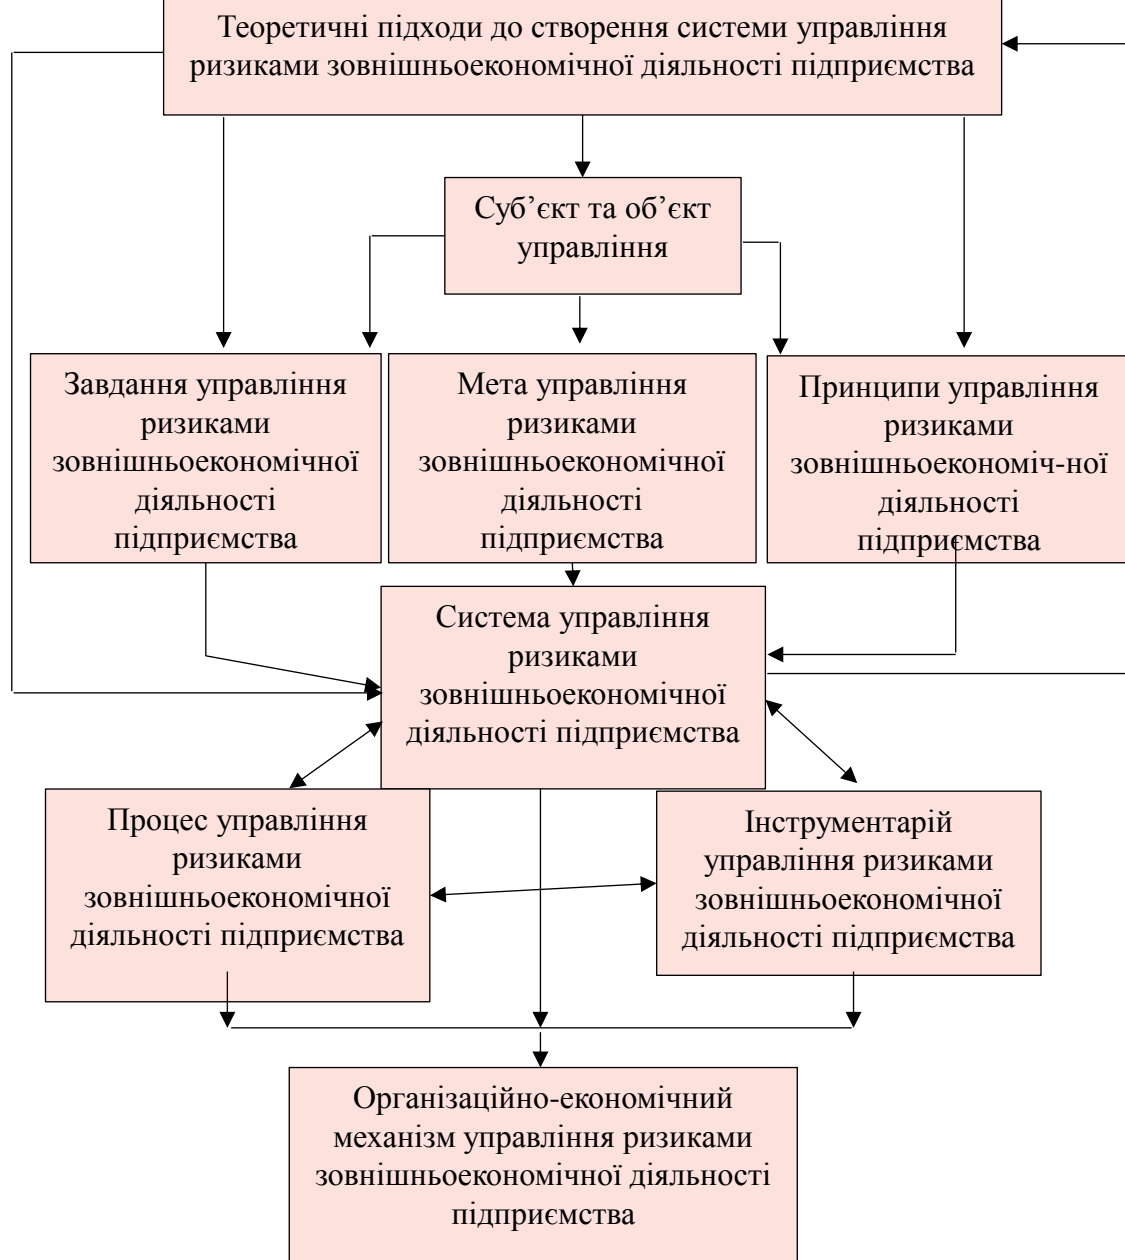 Теоретичні підходи до створення системи управління
ризиками зовнішньоекономічної діяльності підприємства
Суб’єкт та об’єкт
управління
Завдання управління
ризиками
зовнішньоекономічної
діяльності
підприємства
Мета управління
ризиками
зовнішньоекономічної
діяльності
підприємства
Принципи управління
ризиками
зовнішньоекономіч-ної
діяльності
підприємства
Система управління
ризиками
зовнішньоекономічної
діяльності підприємства
Процес управління
ризиками
зовнішньоекономічної
діяльності підприємства
Інструментарій
управління ризиками
зовнішньоекономічної
діяльності підприємства
Організаційно-економічний
механізм управління ризиками
зовнішньоекономічної діяльності
підприємства